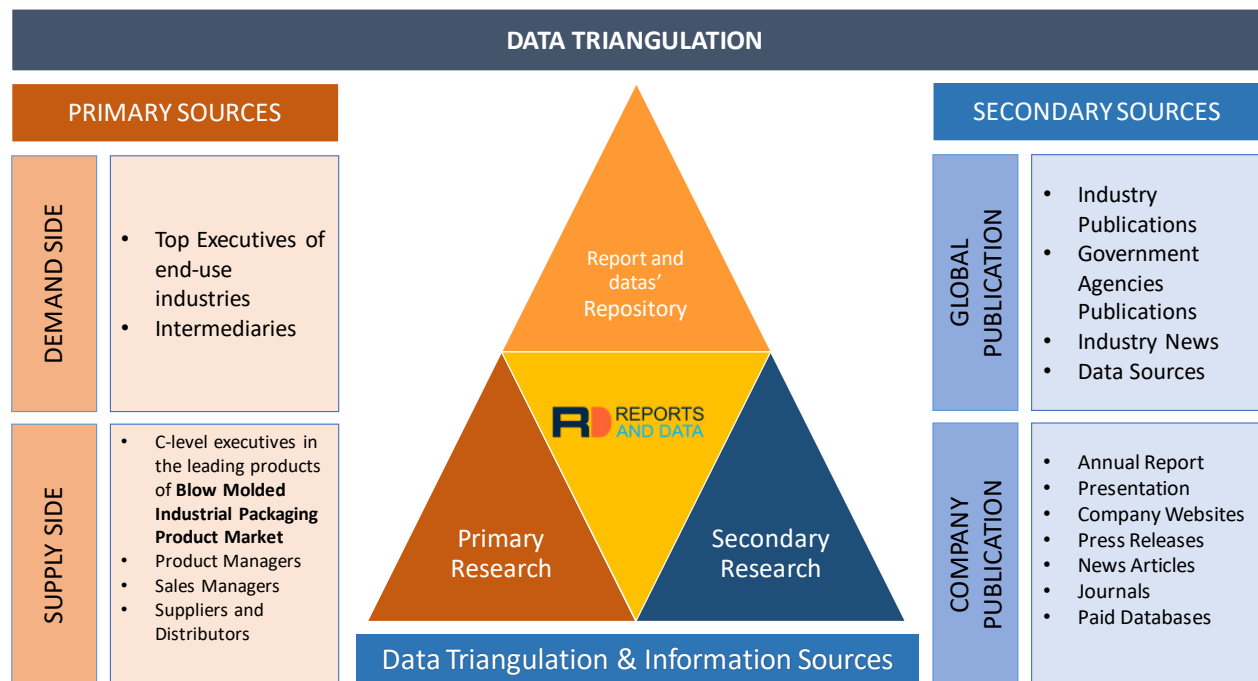 DATA TRIANGULATION
PRIMARY SOURCES
DEMAND SIDE
• Top Executives of
end-use
industries
• Intermediaries
SUPPLY SIDE
• C-level executives in
the leading products
of Blow Molded
Industrial Packaging
Product Market
• Product Managers
• Sales Managers
• Suppliers and
Distributors
Report and
datas’
Repository
RD REPORTS
AND DATA
Primary
Research
Secondary
Research
Data Triangulation & Information Sources
SECONDARY SOURCES
GLOBAL
PUBLICATION
• Industry
Publications
• Government
Agencies
Publications
• Industry News
• Data Sources
COMPANY
PUBLICATION
• Annual Report
• Presentation
• Company Websites
• Press Releases
• News Articles
• Journals
• Paid Databases